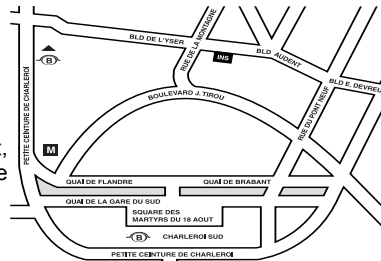 BLD DE L'YSER
RUE DE LA MONTAGNE
INS
BLD AUDENT
BLD E. DEVREU
B
BOULEVARD J. TIROU
RUE DU PONT NEUF
PETITE CEINTURE DE CHARLEROI
M
,
e
QUAI DE FLANDRE
QUAI DE BRABANT
QUAI DE LA GARE DU SUD
SQUARE DES
MARTYRS DU 18 AOUT
B CHARLEROI SUD
PETITE CEINTURE DE CHARLEROI